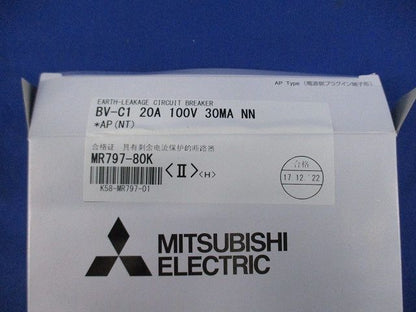 AP Type (電源側プラグイン端子形)
EARTH-LEAKAGE CIRCUIT BREAKER
BV-C1 20A 100V 30MA NN
*AP(NT)
合格证 具有剩余电流保护的断路器
MR797-80K
<II> <H>
K58-MR797-01
合格
17.12.'22
MITSUBISHI
ELECTRIC